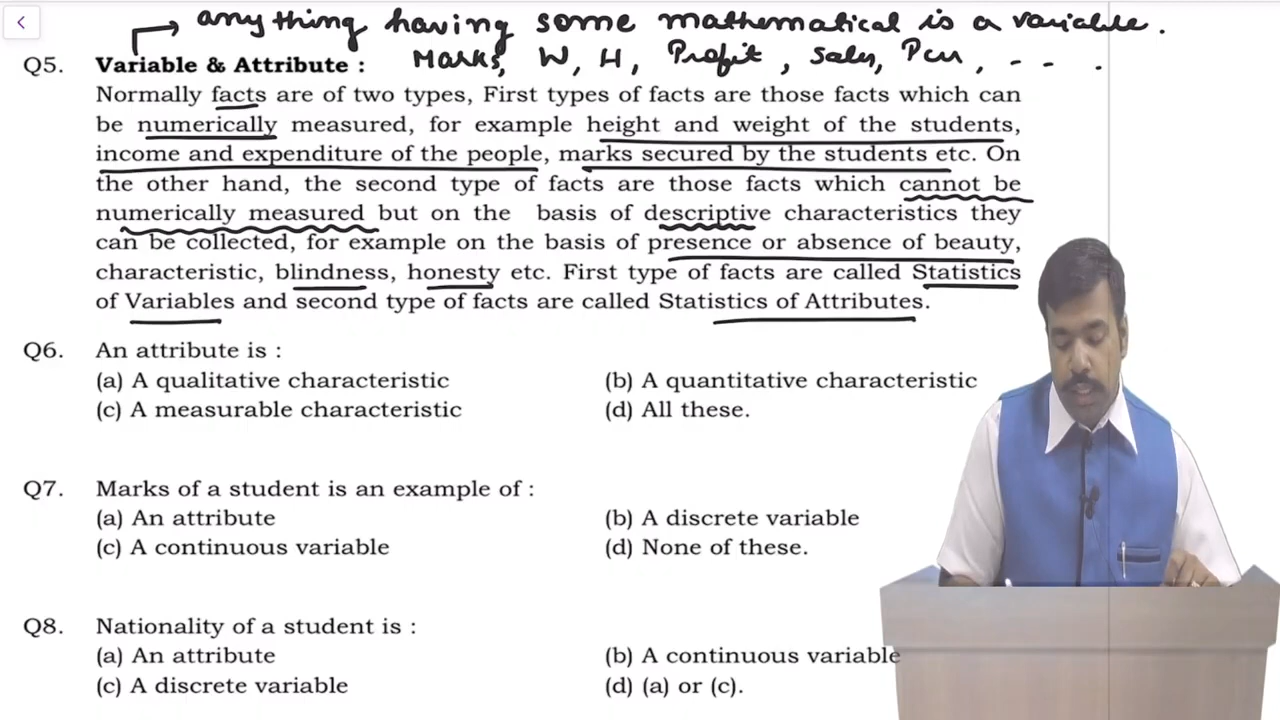 anything having some mathematical is a variable.
Q5. Variable & Attribute : Marks, W, H, Profit, Sales, - - - .
Normally facts are of two types, First types of facts are those facts which can
be numerically measured, for example height and weight of the students,
income and expenditure of the people, marks secured by the students etc. On
the other hand, the second type of facts are those facts which cannot be
numerically measured but on the basis of descriptive characteristics they
can be collected, for example on the basis of presence or absence of beauty,
characteristic, blindness, honesty etc. First type of facts are called Statistics
of Variables and second type of facts are called Statistics of Attributes.
Q6. An attribute is :
(a) A qualitative characteristic (b) A quantitative characteristic
(c) A measurable characteristic (d) All these.
Q7. Marks of a student is an example of :
(a) An attribute (b) A discrete variable
(c) A continuous variable (d) None of these.
Q8. Nationality of a student is :
(a) An attribute (b) A continuous variable
(c) A discrete variable (d) (a) or (c).